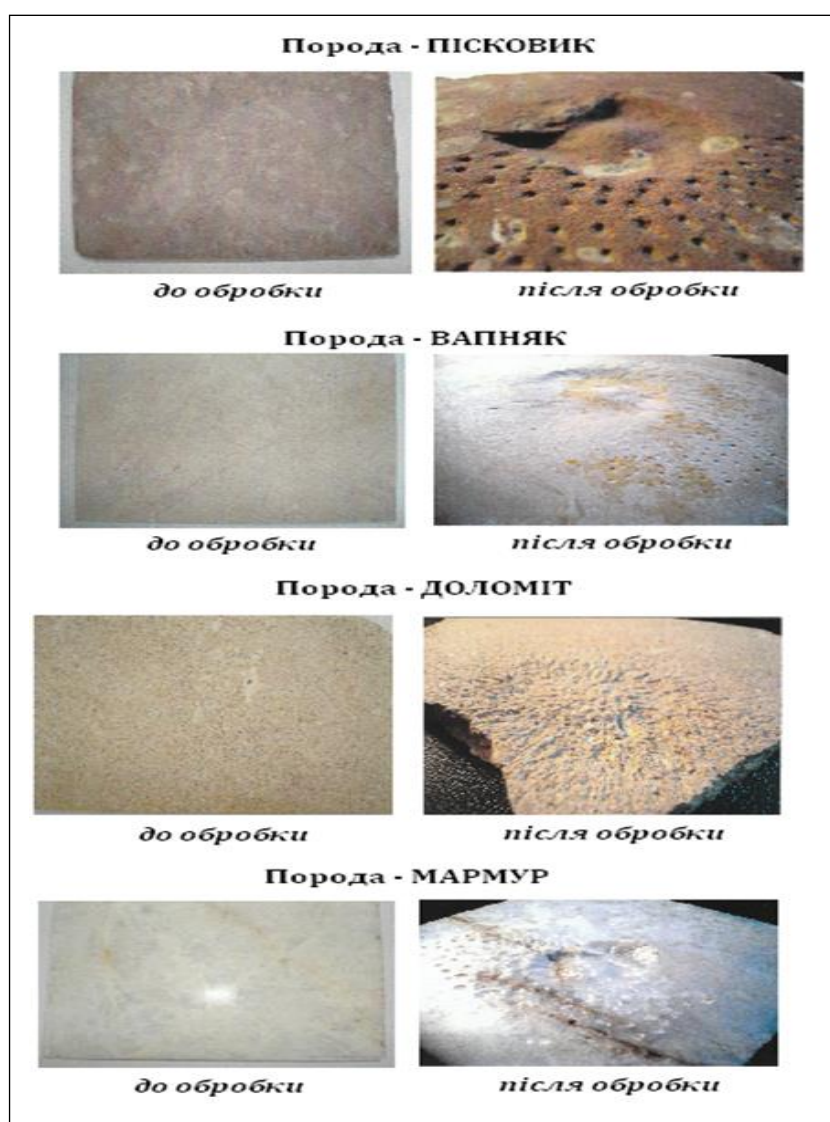 Порода - ПІСКОВИК
до обробки
після обробки
Порода - ВАПНЯК
до обробки
після обробки
Порода - ДОЛОМІТ
до обробки
після обробки
Порода - МАРМУР
до обробки
після обробки